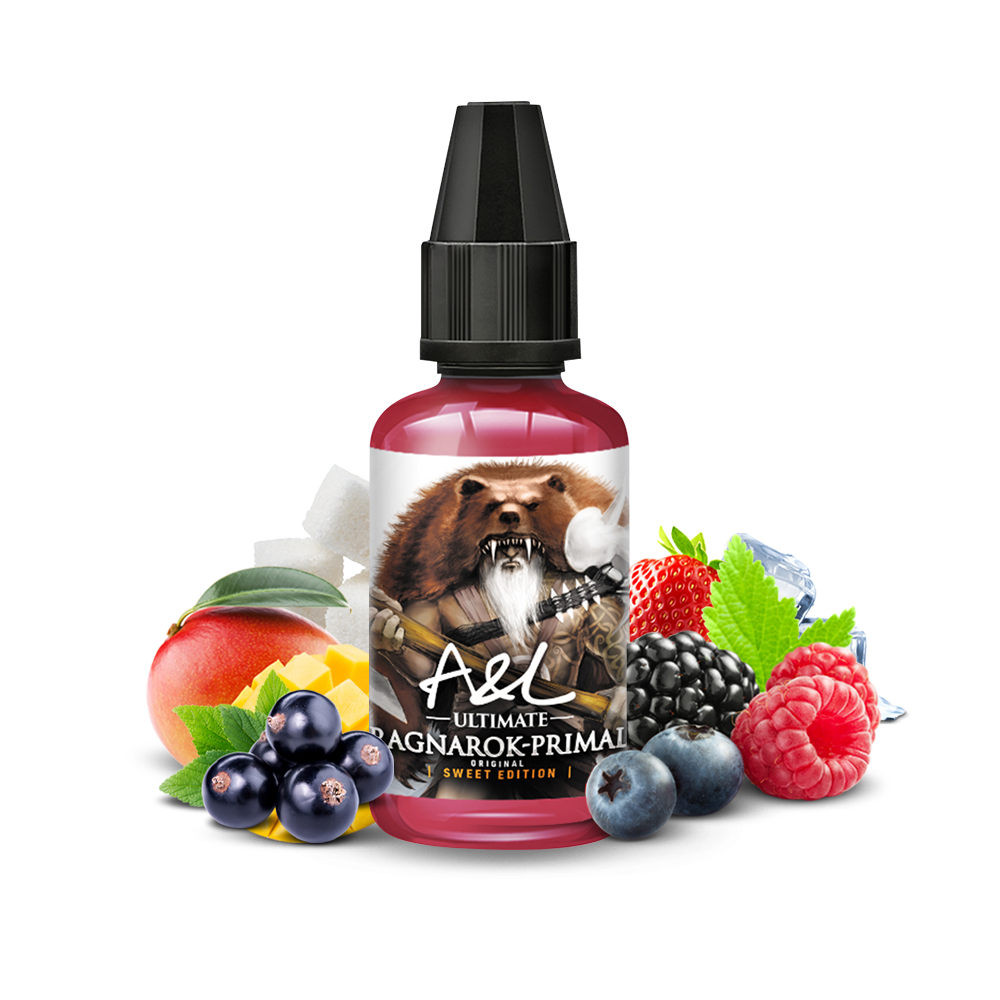 A&L
ULTIMATE
RAGNAROK-PRIMAL
ORIGINAL
| SWEET EDITION |